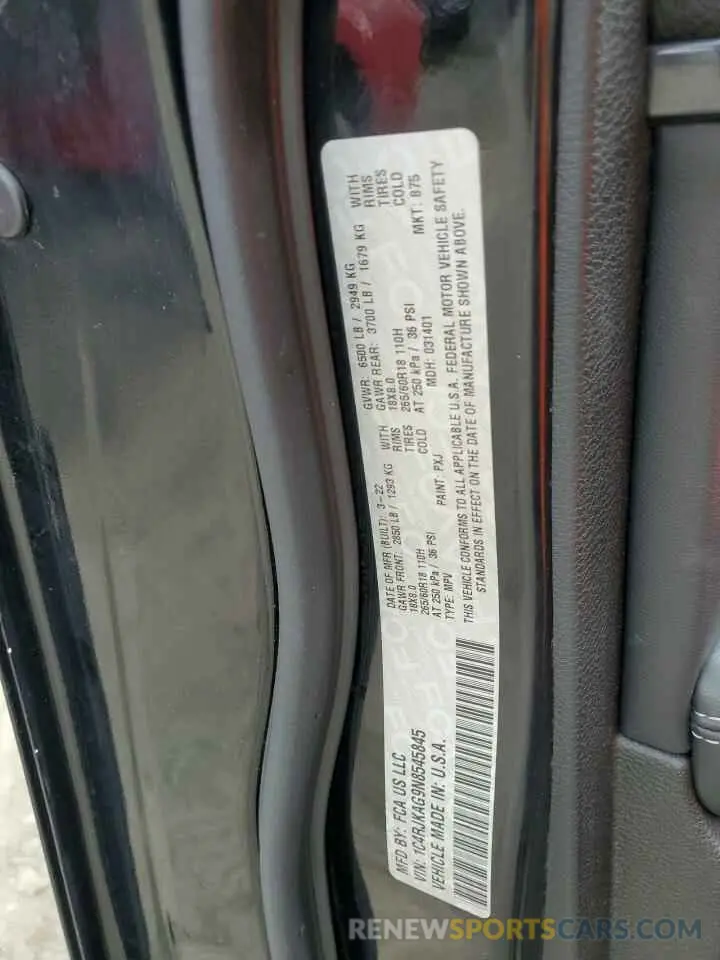 MFD BY: FCA US LLC
VIN: 1C4RJKAG9N8545845
VEHICLE MADE IN: U.S.A.
DATE OF MFR (BUILT): 3-22
GAWR FRONT: 2850 LB / 1293 KG WITH
18X8.0 RIMS
265/60R18 110H TIRES
AT 250 kPa / 36 PSI COLD
TYPE: MPV PAINT: PXJ
GVWR: 6500 LB / 2949 KG
GAWR REAR: 3700 LB / 1679 KG WITH
18X8.0 RIMS
265/60R18 110H TIRES
AT 250 kPa / 36 PSI COLD
MDH: 031401 MKT: B75
THIS VEHICLE CONFORMS TO ALL APPLICABLE U.S.A. FEDERAL MOTOR VEHICLE SAFETY
STANDARDS IN EFFECT ON THE DATE OF MANUFACTURE SHOWN ABOVE.
RENEWSPORTSCARS.COM